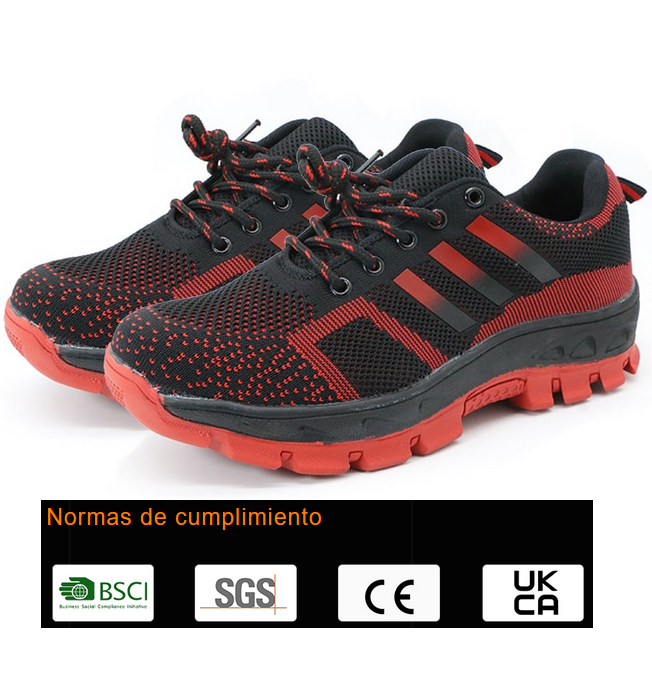 Normas de cumplimiento
BSCI
Business Social Compliance Initiative
SGS
CE
UK
CA